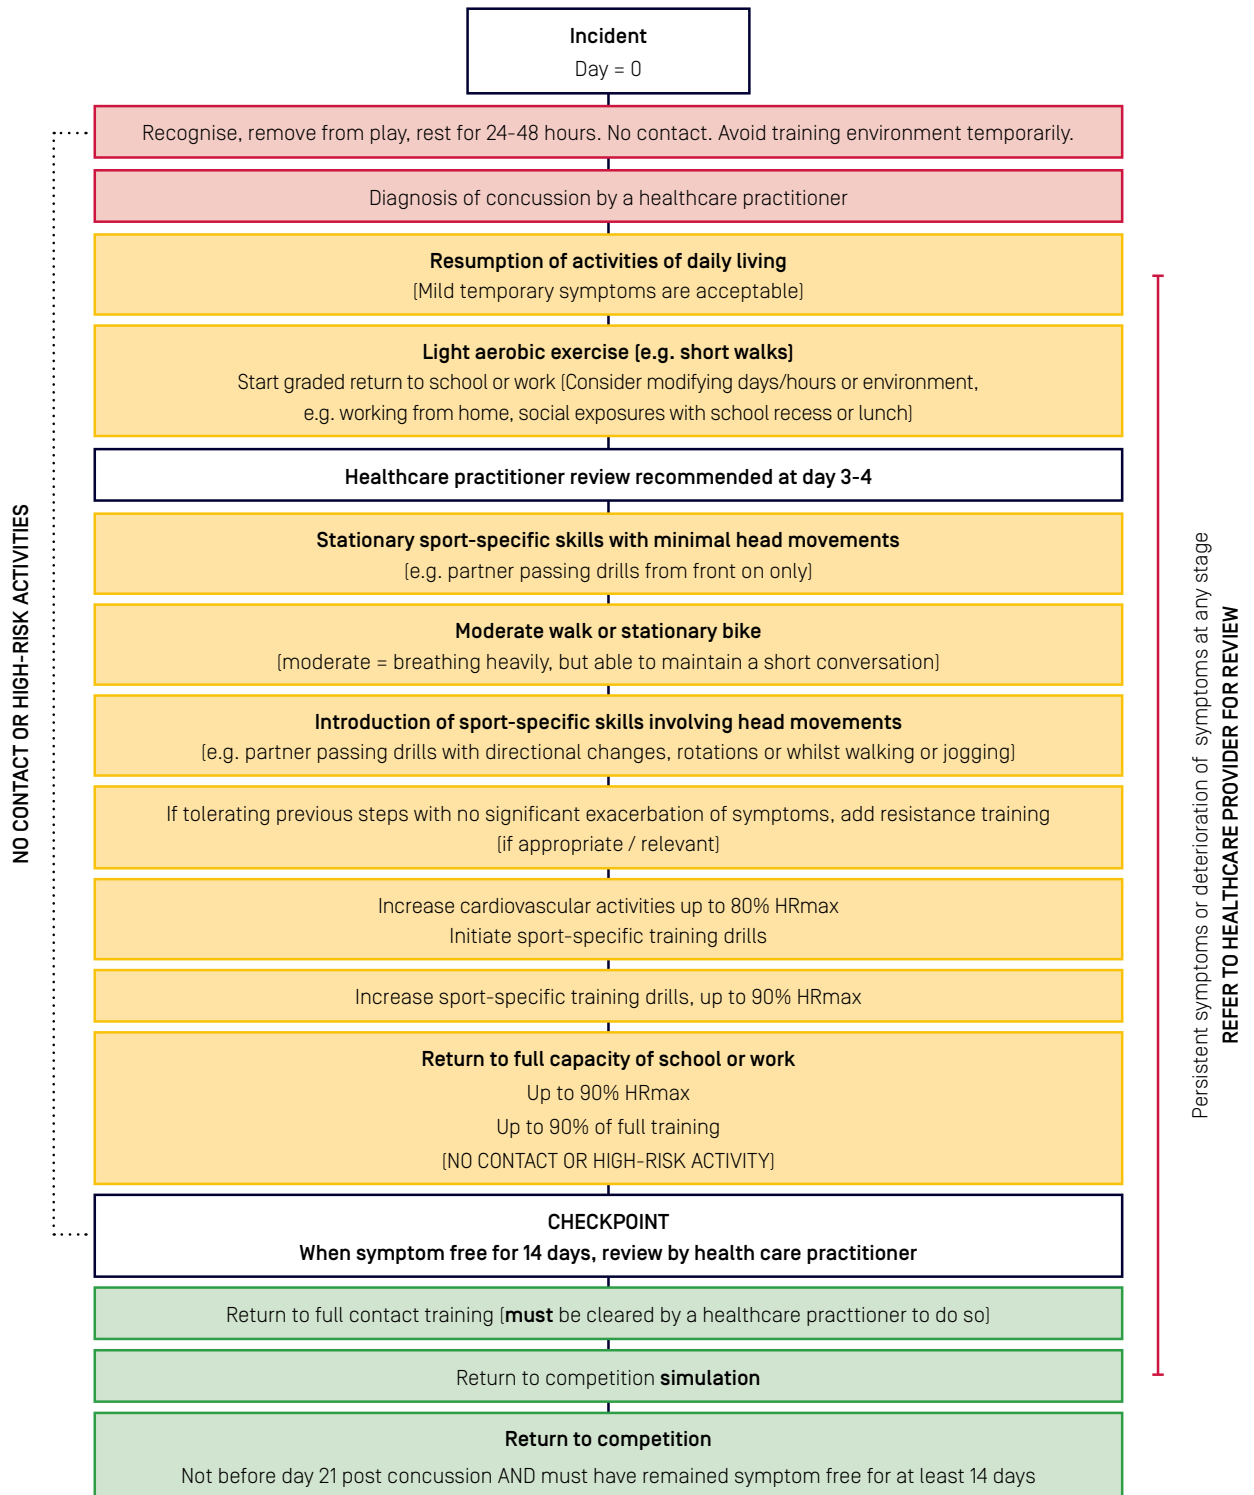 Incident
Day = 0
Recognise, remove from play, rest for 24-48 hours. No contact. Avoid training environment temporarily.
Diagnosis of concussion by a healthcare practitioner
Resumption of activities of daily living
(Mild temporary symptoms are acceptable)
Light aerobic exercise (e.g. short walks)
Start graded return to school or work (Consider modifying days/hours or environment,
e.g. working from home, social exposures with school recess or lunch)
Healthcare practitioner review recommended at day 3-4
Stationary sport-specific skills with minimal head movements
(e.g. partner passing drills from front on only)
Moderate walk or stationary bike
(moderate = breathing heavily, but able to maintain a short conversation)
Introduction of sport-specific skills involving head movements
(e.g. partner passing drills with directional changes, rotations or whilst walking or jogging)
If tolerating previous steps with no significant exacerbation of symptoms, add resistance training
(if appropriate / relevant)
Increase cardiovascular activities up to 80% HRmax
Initiate sport-specific training drills
Increase sport-specific training drills, up to 90% HRmax
Return to full capacity of school or work
Up to 90% HRmax
Up to 90% of full training
(NO CONTACT OR HIGH-RISK ACTIVITY)
CHECKPOINT
When symptom free for 14 days, review by health care practitioner
Return to full contact training (must be cleared by a healthcare practtioner to do so)
Return to competition simulation
Return to competition
Not before day 21 post concussion AND must have remained symptom free for at least 14 days
NO CONTACT OR HIGH-RISK ACTIVITIES
Persistent symptoms or deterioration of symptoms at any stage
REFER TO HEALTHCARE PROVIDER FOR REVIEW